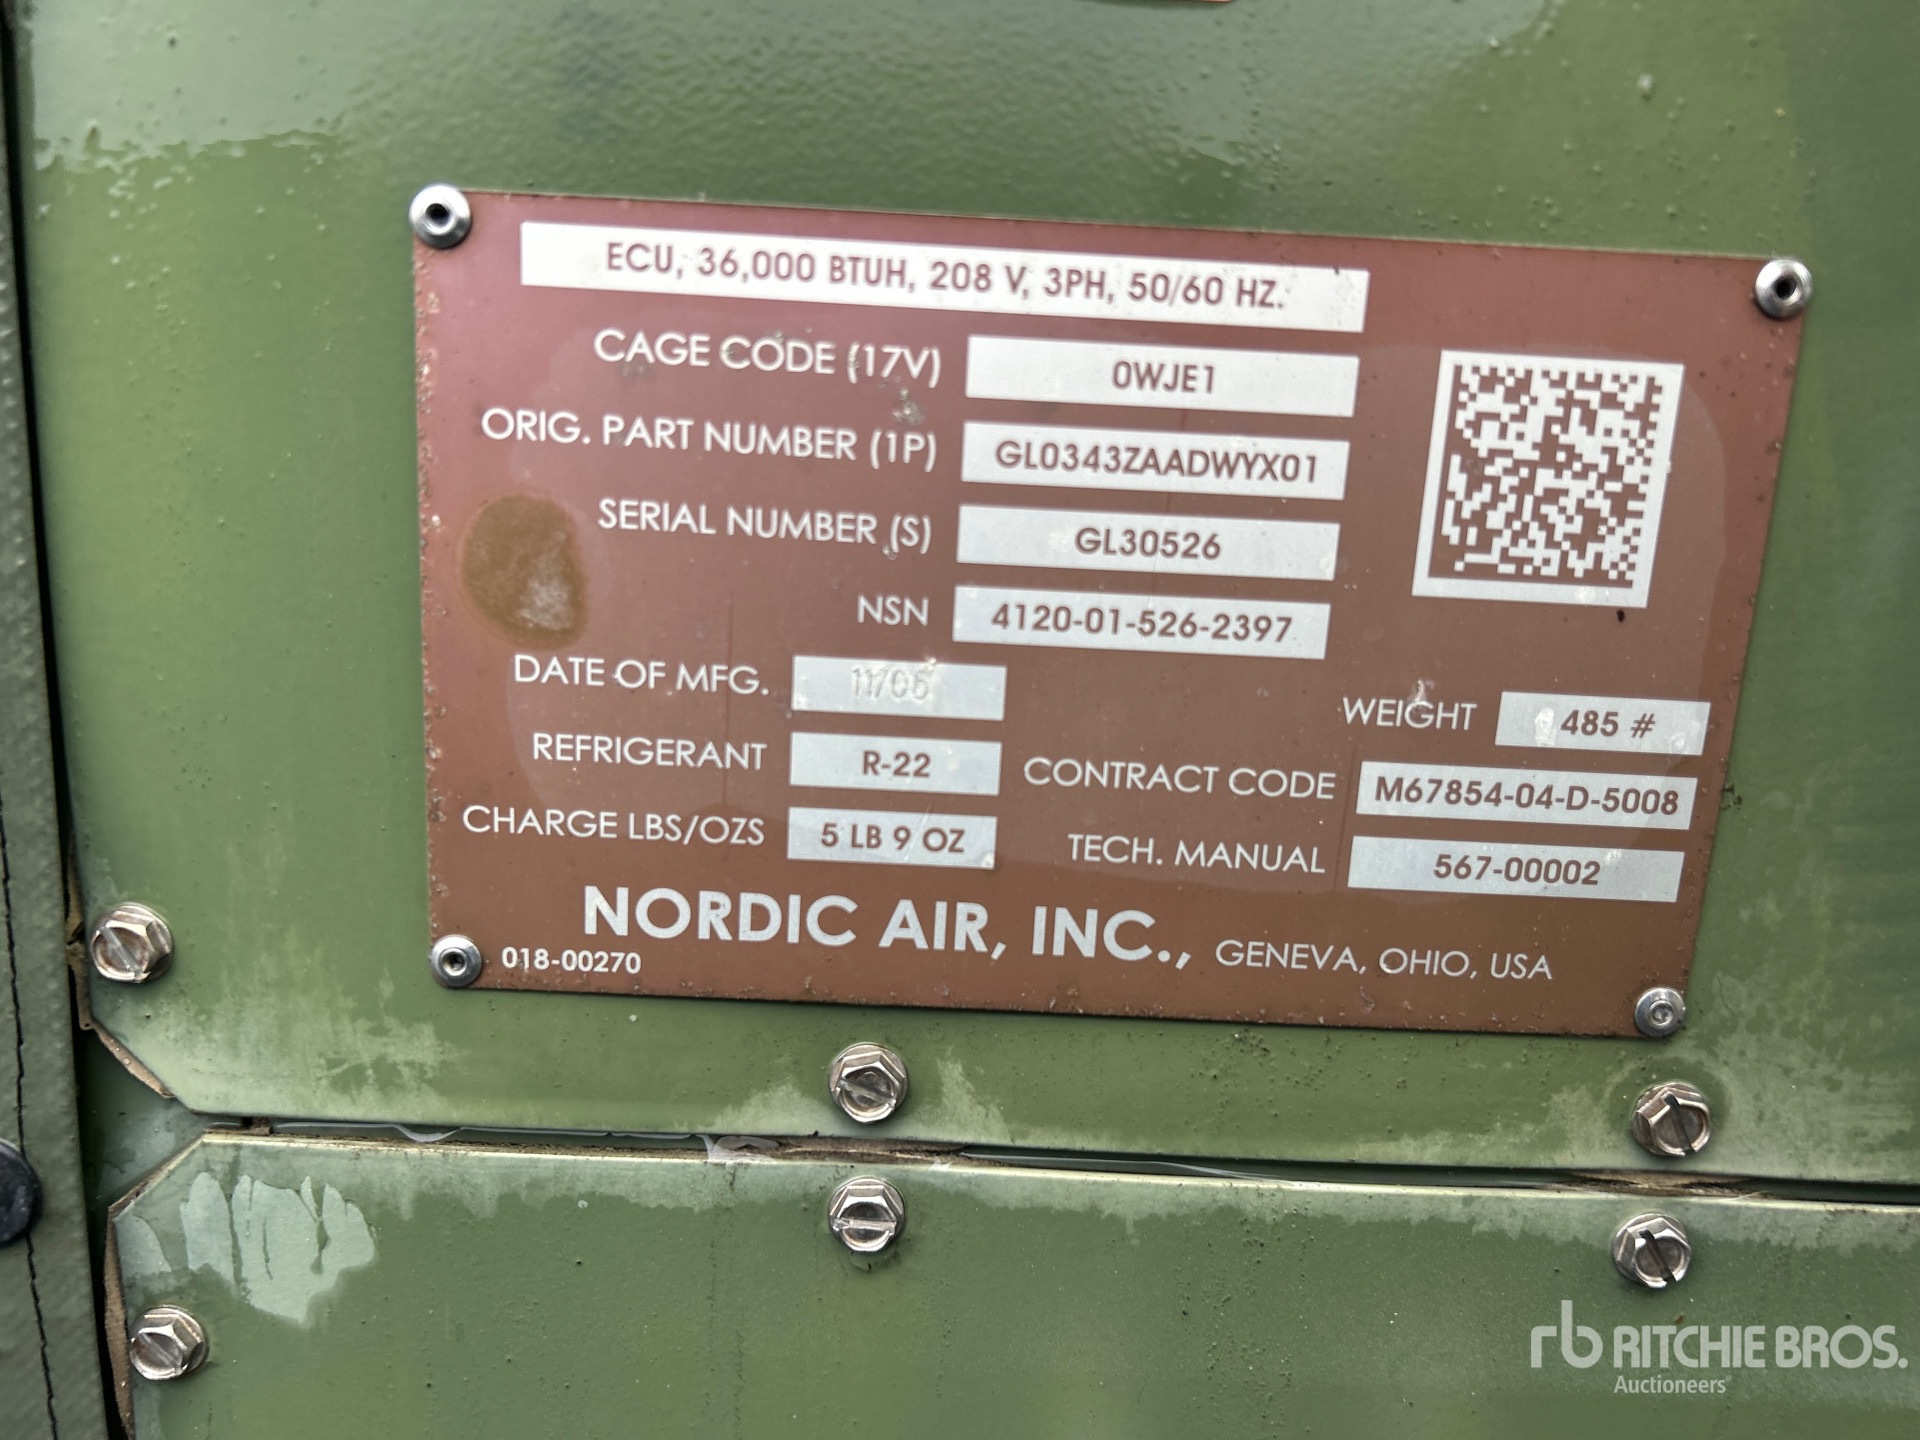 ECU, 36,000 BTUH, 208 V, 3PH, 50/60 HZ.
CAGE CODE (17V) 0WJE1
ORIG. PART NUMBER (1P) GL0343ZAADWYX01
SERIAL NUMBER (S) GL30526
NSN 4120-01-526-2397
DATE OF MFG. 11/06
WEIGHT 485 #
REFRIGERANT R-22
CONTRACT CODE M67854-04-D-5008
CHARGE LBS/OZS 5 LB 9 OZ
TECH. MANUAL 567-00002
NORDIC AIR, INC., GENEVA, OHIO, USA
018-00270
rb RITCHIE BROS.
Auctioneers